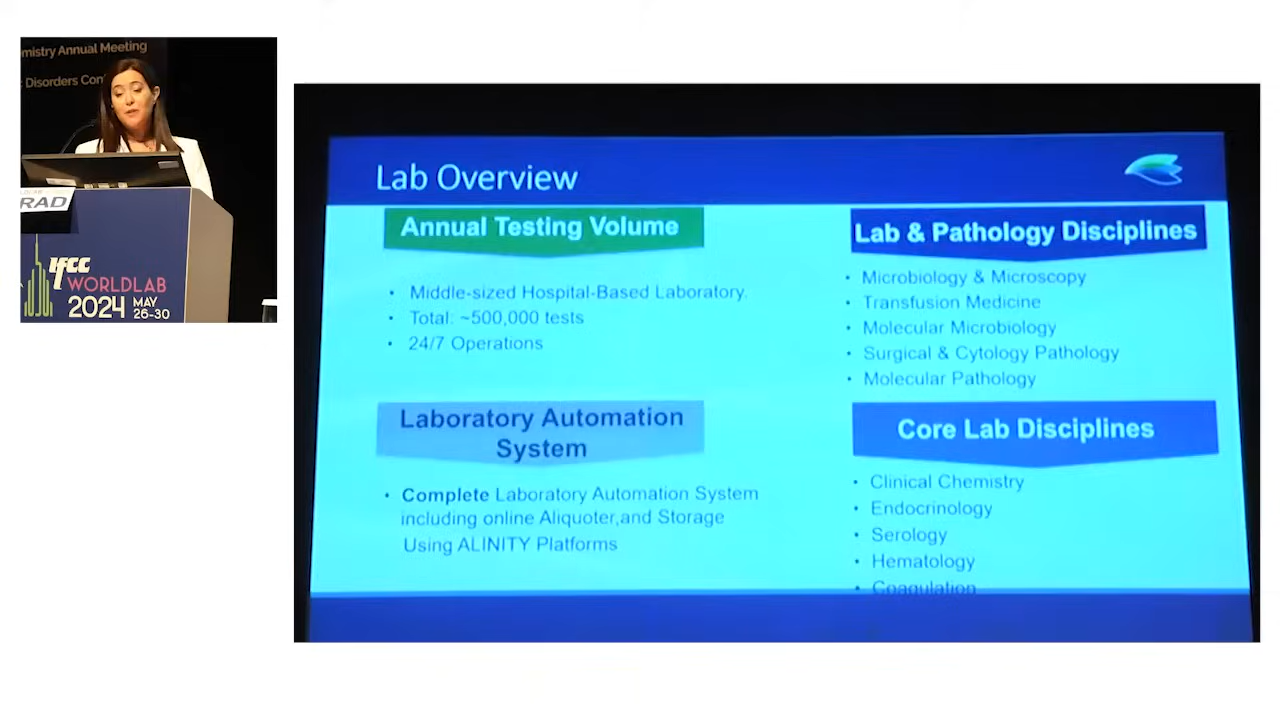 mistry Annual Meeting
Disorders Con
RAD
IFCC
WORLDLAB
2024 MAY
26-30
Lab Overview
Annual Testing Volume
• Middle-sized Hospital-Based Laboratory.
• Total: ~500,000 tests
• 24/7 Operations
Lab & Pathology Disciplines
• Microbiology & Microscopy
• Transfusion Medicine
• Molecular Microbiology
• Surgical & Cytology Pathology
• Molecular Pathology
Laboratory Automation
System
• Complete Laboratory Automation System
including online Aliquoter,and Storage
Using ALINITY Platforms
Core Lab Disciplines
• Clinical Chemistry
• Endocrinology
• Serology
• Hematology
• Coagulation